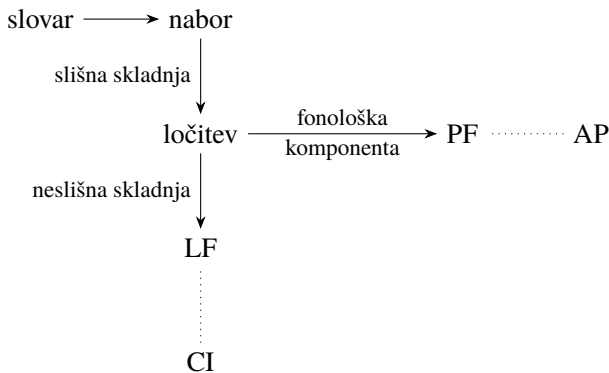 slovar nabor
slišna skladnja
ločitev fonološka komponenta PF AP
neslišna skladnja
LF
CI